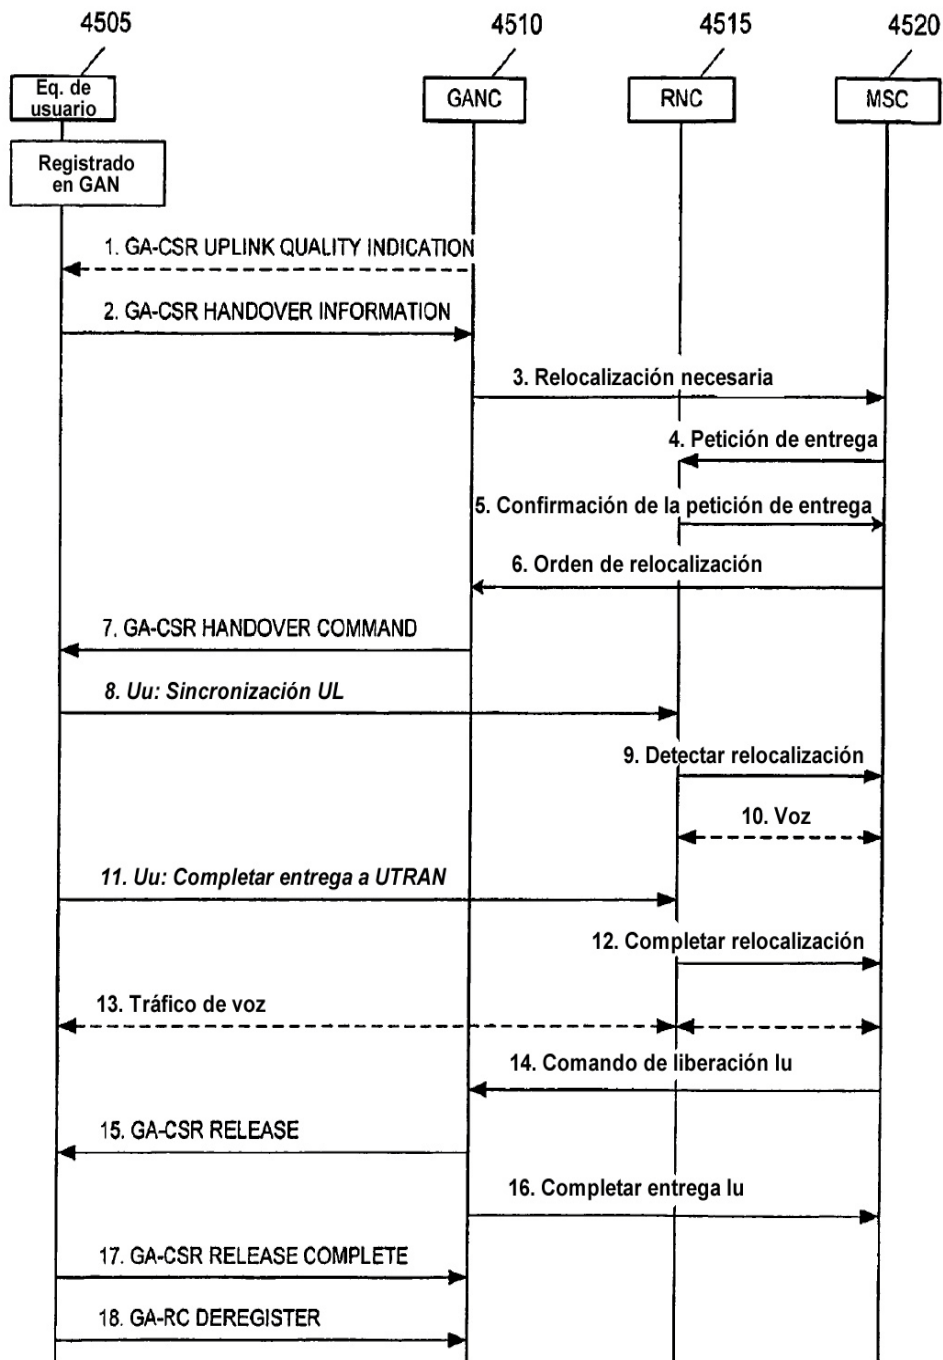 4505
4510
4515
4520
Eq. de
usuario
GANC
RNC
MSC
Registrado
en GAN
1. GA-CSR UPLINK QUALITY INDICATION
2. GA-CSR HANDOVER INFORMATION
3. Relocalización necesaria
4. Petición de entrega
5. Confirmación de la petición de entrega
6. Orden de relocalización
7. GA-CSR HANDOVER COMMAND
8. Uu: Sincronización UL
9. Detectar relocalización
10. Voz
11. Uu: Completar entrega a UTRAN
12. Completar relocalización
13. Tráfico de voz
14. Comando de liberación Iu
15. GA-CSR RELEASE
16. Completar entrega Iu
17. GA-CSR RELEASE COMPLETE
18. GA-RC DEREGISTER